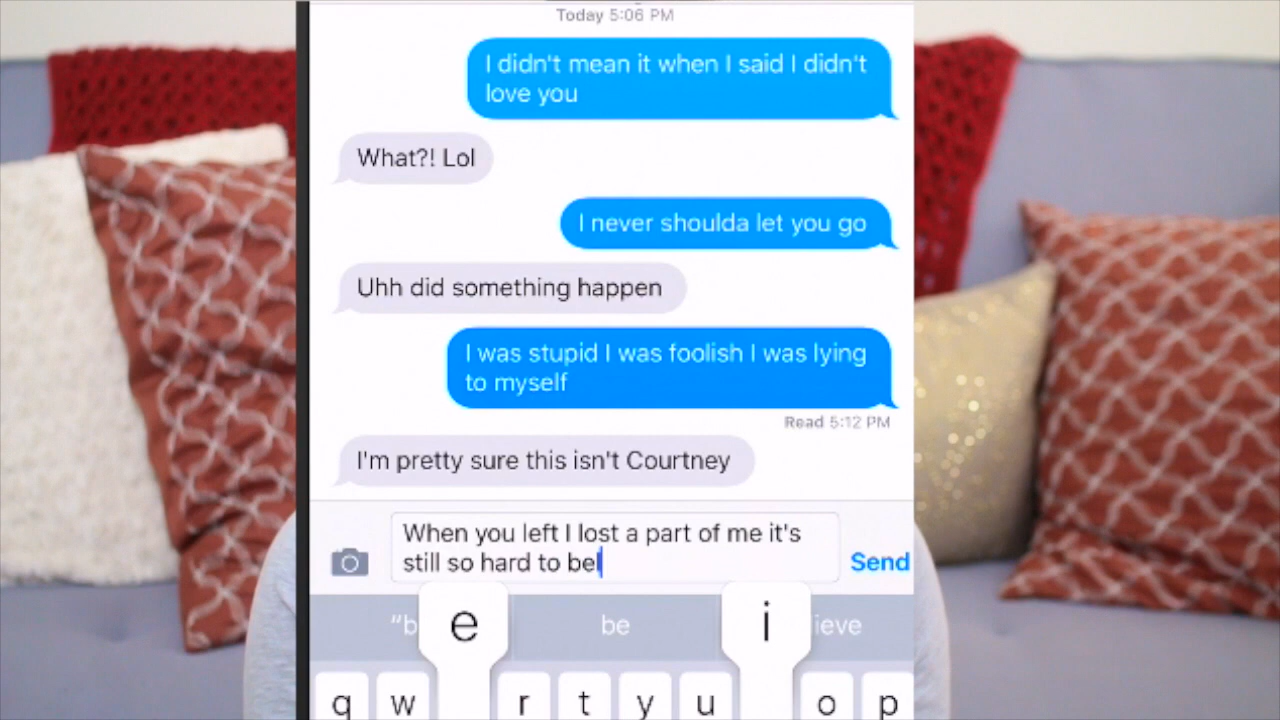 Today 5:06 PM
I didn't mean it when I said I didn't
love you
What?! Lol
I never shoulda let you go
Uhh did something happen
I was stupid I was foolish I was lying
to myself
Read 5:12 PM
I'm pretty sure this isn't Courtney
When you left I lost a part of me it's
still so hard to bel
Send
“b e be i ieve
q w r t y u o p